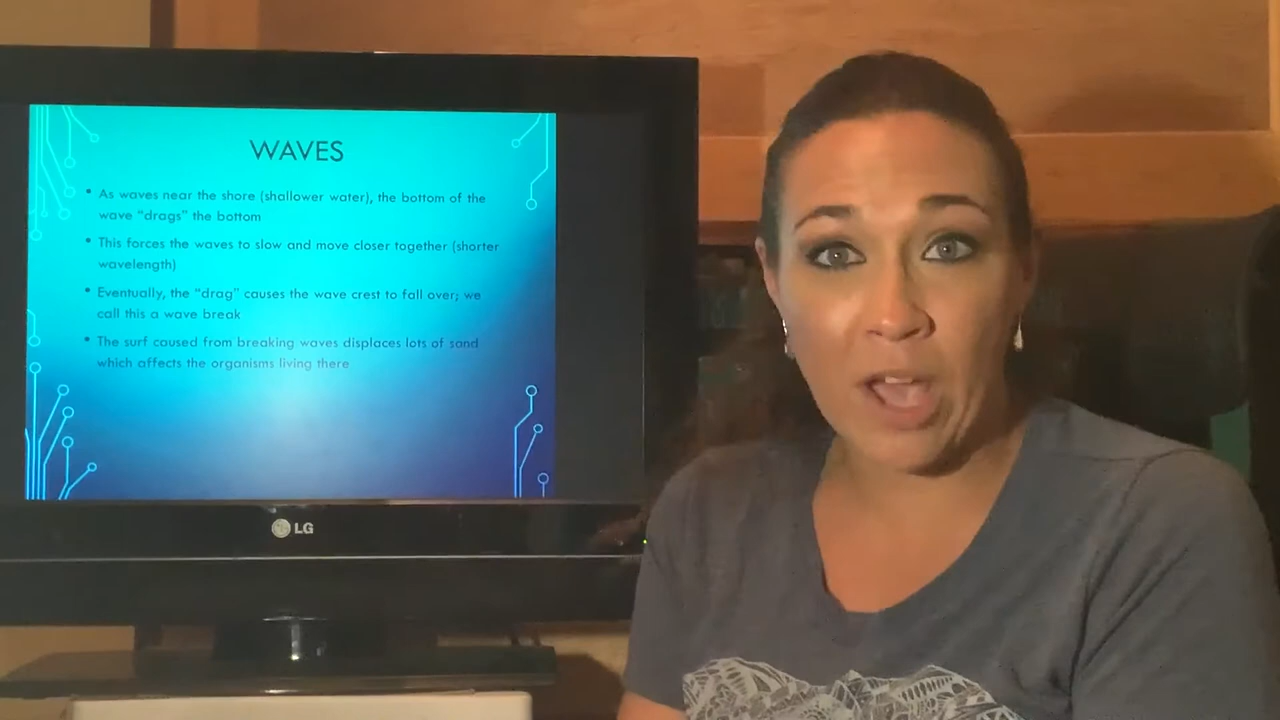 WAVES
• As waves near the shore (shallower water), the bottom of the
wave “drags” the bottom
• This forces the waves to slow and move closer together (shorter
wavelength)
• Eventually, the “drag” causes the wave crest to fall over; we
call this a wave break
• The surf caused from breaking waves displaces lots of sand
which affects the organisms living there
LG